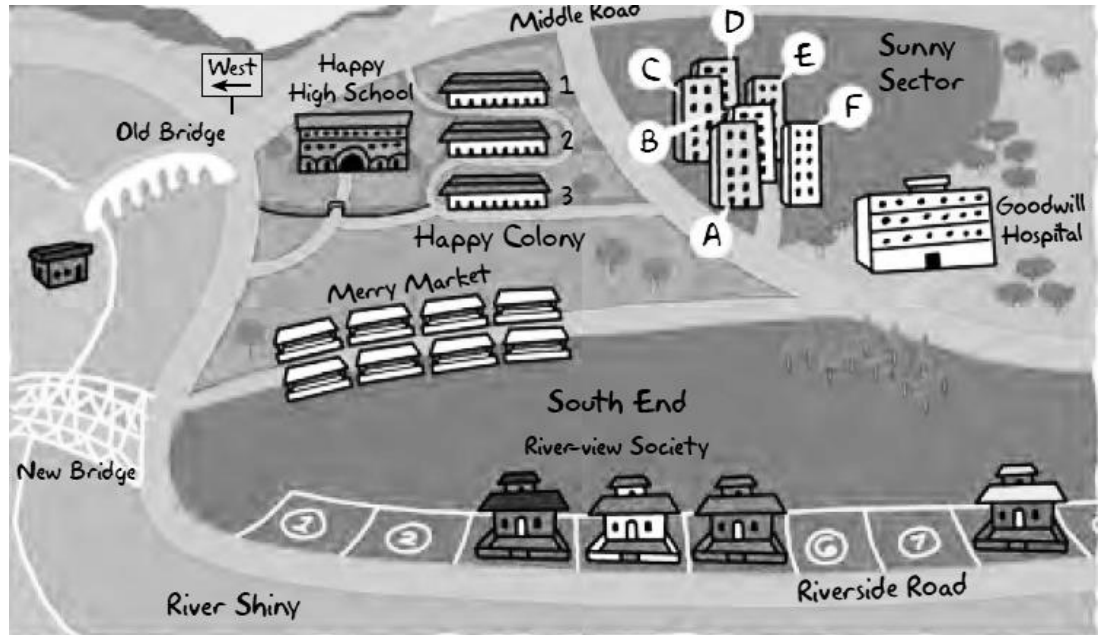 Middle Road
West
Happy
High School
Old Bridge
1
2
3
Happy Colony
Merry Market
D
C
E
B
F
A
Sunny
Sector
Goodwill
Hospital
South End
River-view Society
New Bridge
1
2
6
7
River Shiny
Riverside Road